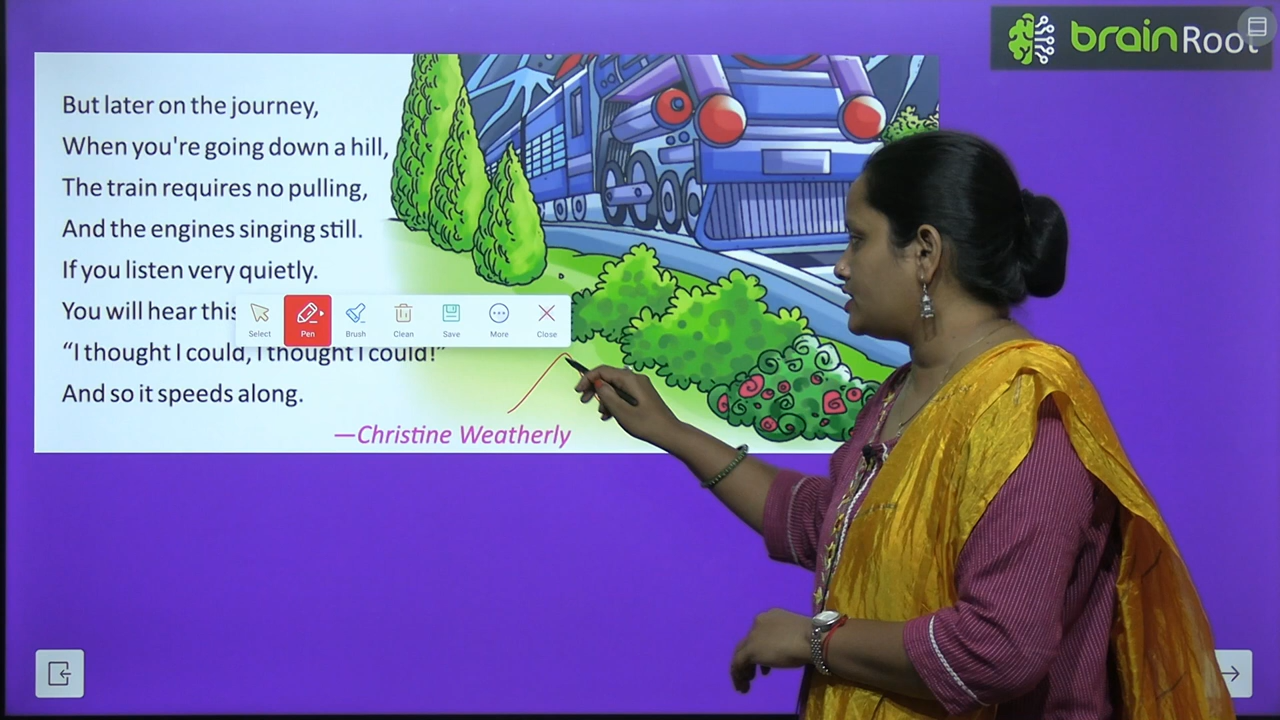 brainRoot
But later on the journey,
When you're going down a hill,
The train requires no pulling,
And the engines singing still.
If you listen very quietly.
You will hear this
Select Pen Brush Clean Save More Close
“I thought I could, I thought I could!”
And so it speeds along.
—Christine Weatherly